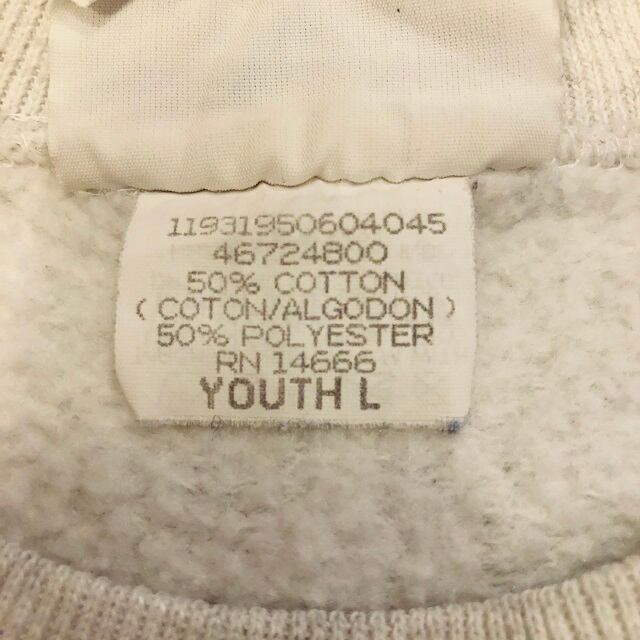 11931950604045
46724800
50% COTTON
( COTON/ALGODON )
50% POLYESTER
RN 14666
YOUTH L